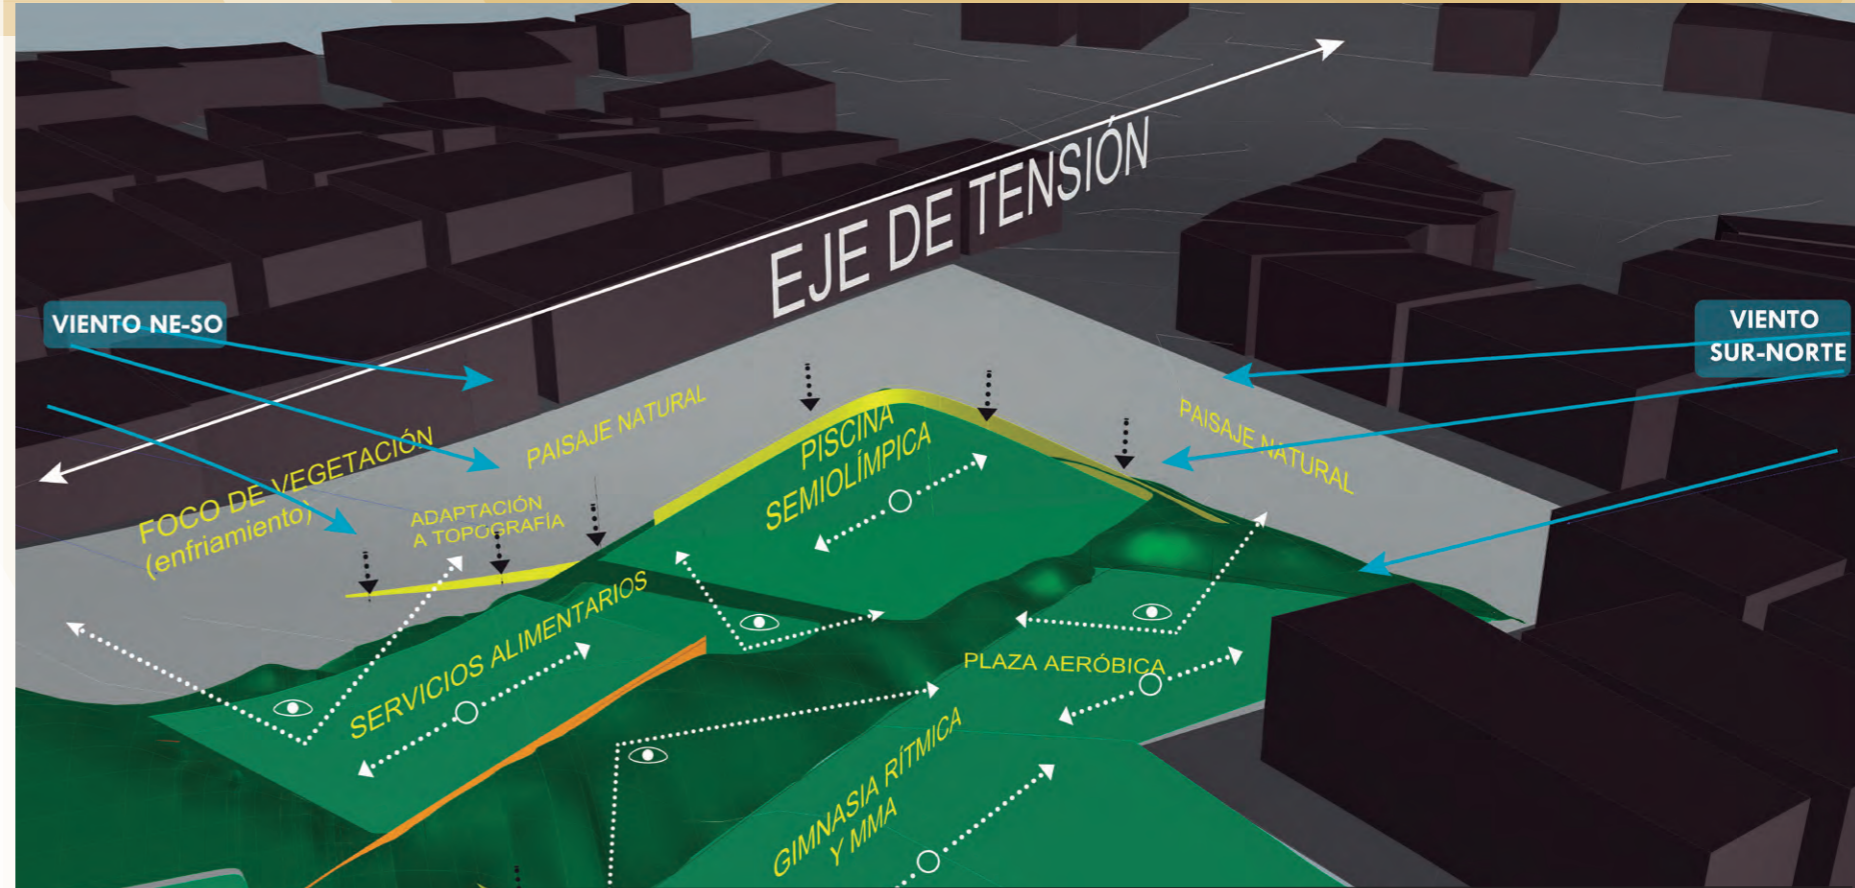 EJE DE TENSIÓN
VIENTO NE-SO
VIENTO
SUR-NORTE
FOCO DE VEGETACIÓN
(enfriamiento)
PAISAJE NATURAL
ADAPTACIÓN
A TOPOGRAFÍA
PISCINA
SEMIOLÍMPICA
PAISAJE NATURAL
SERVICIOS ALIMENTARIOS
PLAZA AERÓBICA
GIMNASIA RÍTMICA
Y MMA